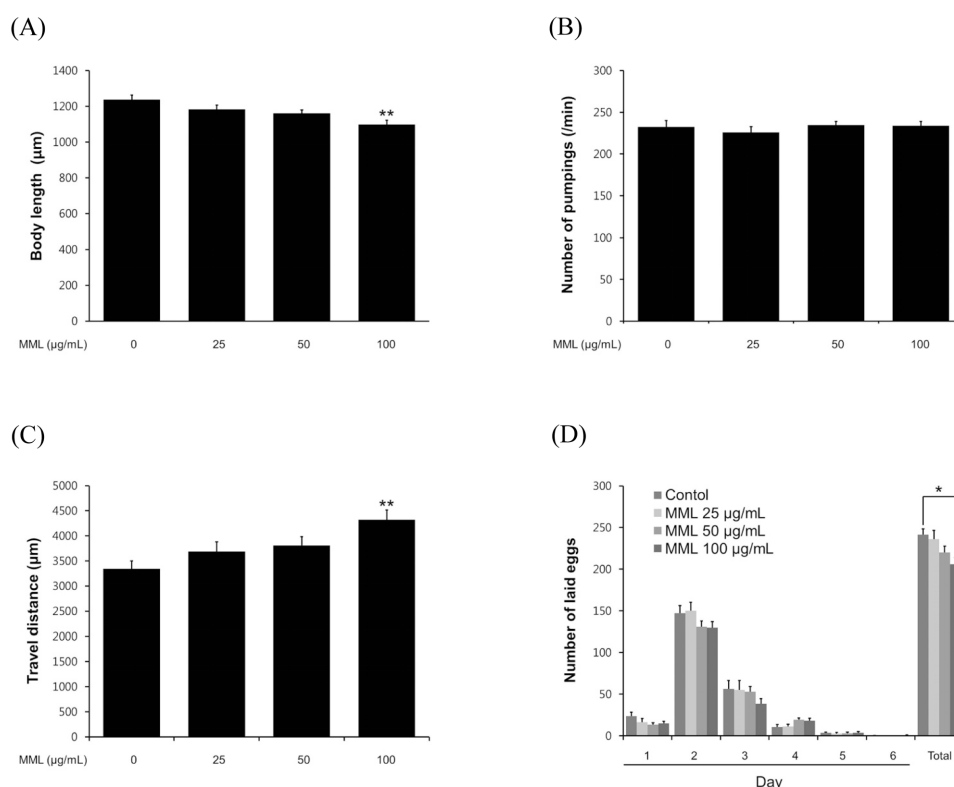 (A)
1400
1200
1000
800
600
400
200
0
Body length (µm)
**
MML (µg/mL) 0 25 50 100
(B)
300
250
200
150
100
50
0
Number of pumpings (/min)
MML (µg/mL) 0 25 50 100
(C)
5000
4500
4000
3500
3000
2500
2000
1500
1000
500
0
Travel distance (µm)
**
MML (µg/mL) 0 25 50 100
(D)
300
250
200
150
100
50
0
Number of laid eggs
Contol
MML 25 µg/mL
MML 50 µg/mL
MML 100 µg/mL
*
1 2 3 4 5 6 Total
Day